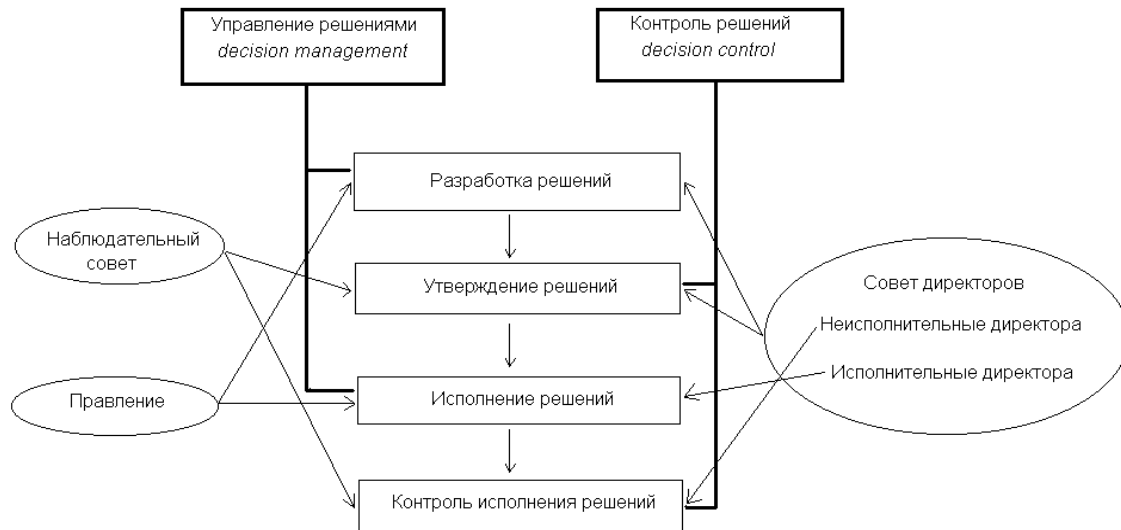 Управление решениями
decision management
Контроль решений
decision control
Разработка решений
Наблюдательный
совет
Утверждение решений
Совет директоров
Неисполнительные директора
Исполнительные директора
Правление
Исполнение решений
Контроль исполнения решений